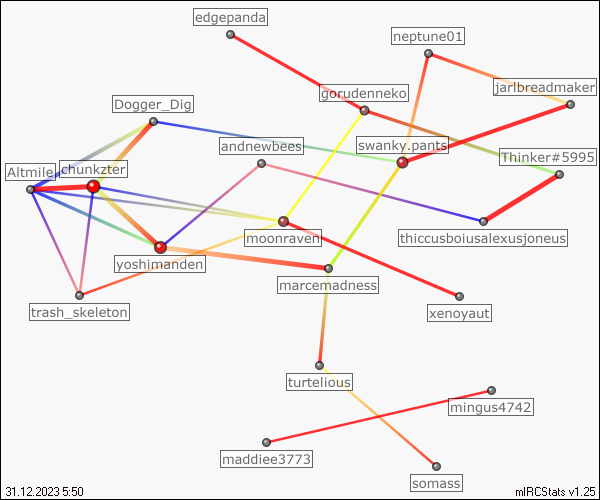 edgepanda
neptune01
gorudenneko
jarlbreadmaker
Dogger_Dig
andnewbees
swanky.pants
Thinker#5995
Altmile
chunkzter
moonraven
thiccusboiusalexusjoneus
yoshimanden
marcemadness
trash_skeleton
xenoyaut
turtelious
mingus4742
maddiee3773
somass
31.12.2023 5:50
mIRCStats v1.25